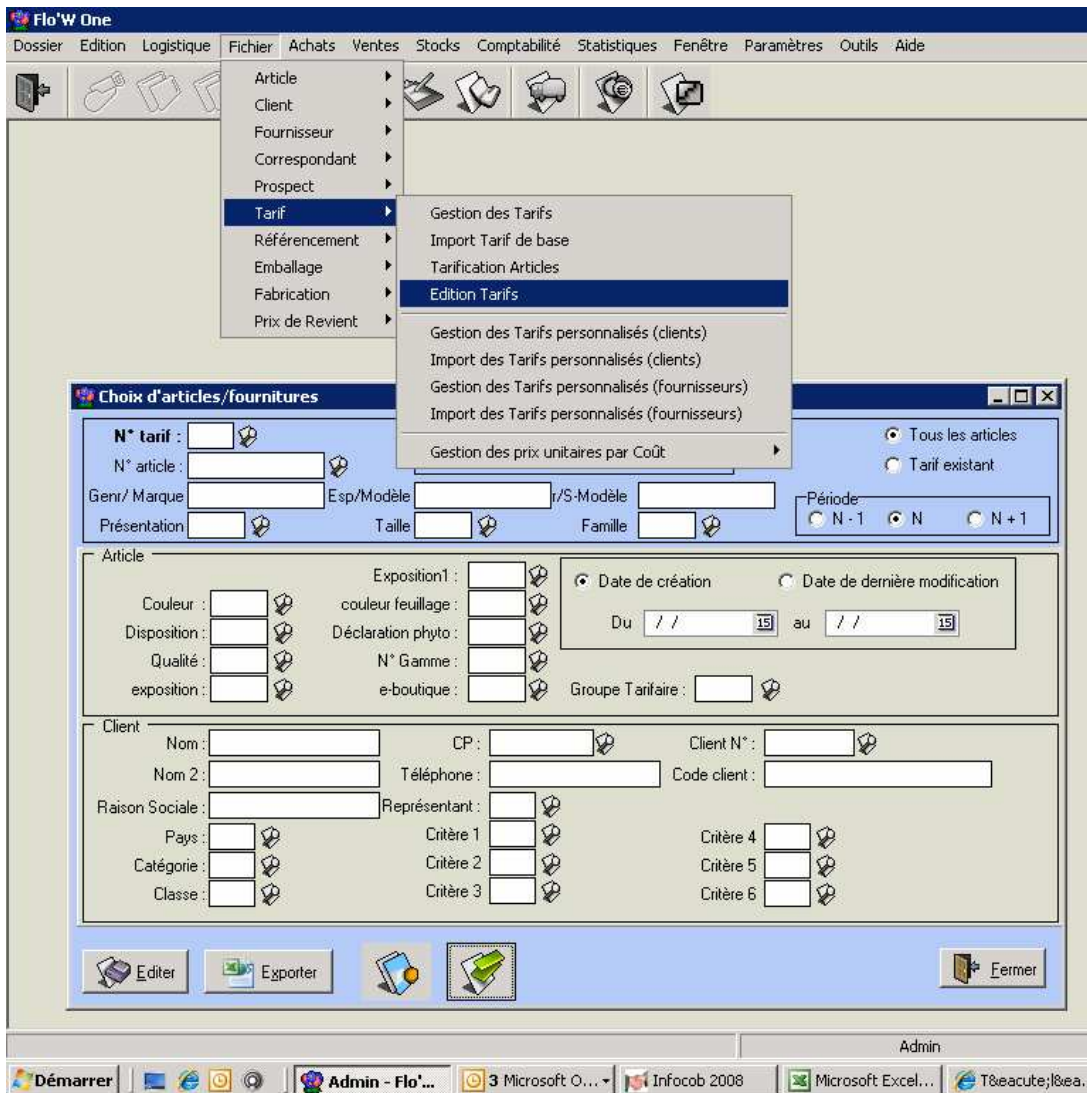 Flo'W One
Dossier Edition Logistique Fichier Achats Ventes Stocks Comptabilité Statistiques Fenêtre Paramètres Outils Aide
Article
Client
Fournisseur
Correspondant
Prospect
Tarif
Référencement
Emballage
Fabrication
Prix de Revient
Gestion des Tarifs
Import Tarif de base
Tarification Articles
Edition Tarifs
Gestion des Tarifs personnalisés (clients)
Import des Tarifs personnalisés (clients)
Gestion des Tarifs personnalisés (fournisseurs)
Import des Tarifs personnalisés (fournisseurs)
Gestion des prix unitaires par Coût
Choix d'articles/fournitures
N° tarif : Tous les articles
N° article : Tarif existant
Genr/ Marque Esp/Modèle r/S-Modèle Période
Présentation Taille Famille N - 1 N N + 1
Article
Exposition1 : Date de création Date de dernière modification
Couleur : couleur feuillage : Du / / 15 au / / 15
Disposition : Déclaration phyto :
Qualité : N° Gamme :
exposition : e-boutique : Groupe Tarifaire :
Client
Nom : CP : Client N° :
Nom 2 : Téléphone : Code client :
Raison Sociale : Représentant :
Pays : Critère 1 Critère 4
Catégorie : Critère 2 Critère 5
Classe : Critère 3 Critère 6
Editer Exporter Fermer
Admin
Démarrer Admin - Flo'... 3 Microsoft O... Infocob 2008 Microsoft Excel... T&eacute;l&ea.